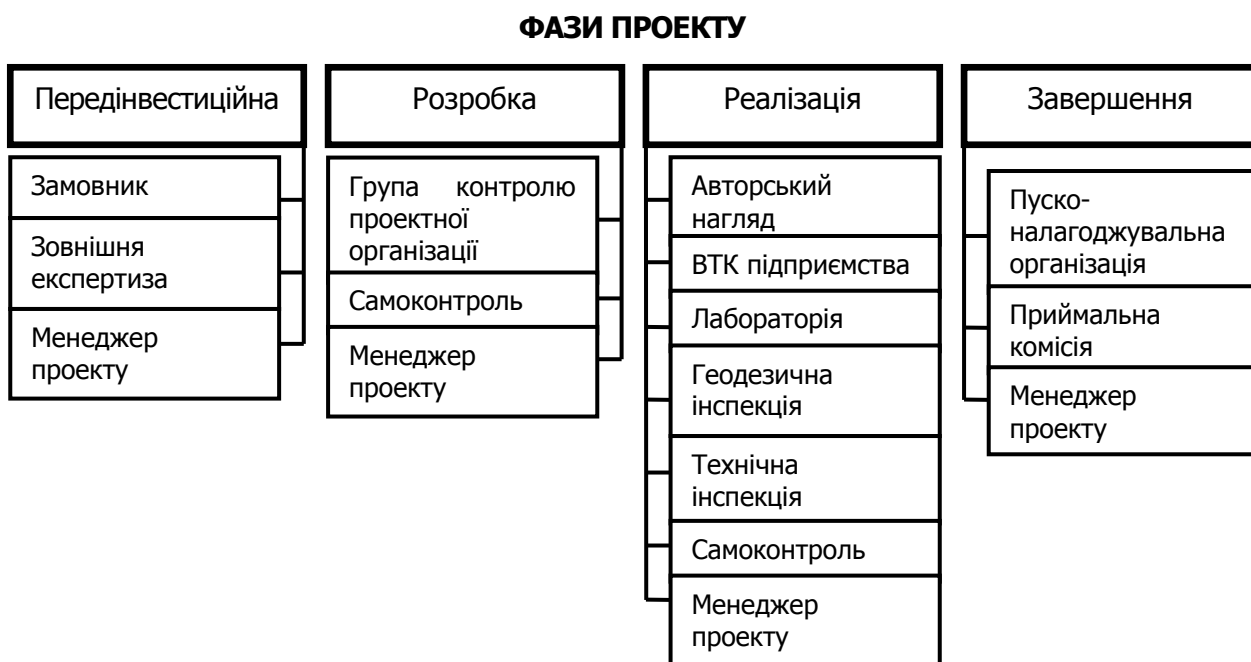 ФАЗИ ПРОЕКТУ
Передінвестиційна
Замовник
Зовнішня
експертиза
Менеджер
проекту
Розробка
Група контролю
проектної
організації
Самоконтроль
Менеджер
проекту
Реалізація
Авторський
нагляд
ВТК підприємства
Лабораторія
Геодезична
інспекція
Технічна
інспекція
Самоконтроль
Менеджер
проекту
Завершення
Пуско-
налагоджувальна
організація
Приймальна
комісія
Менеджер
проекту